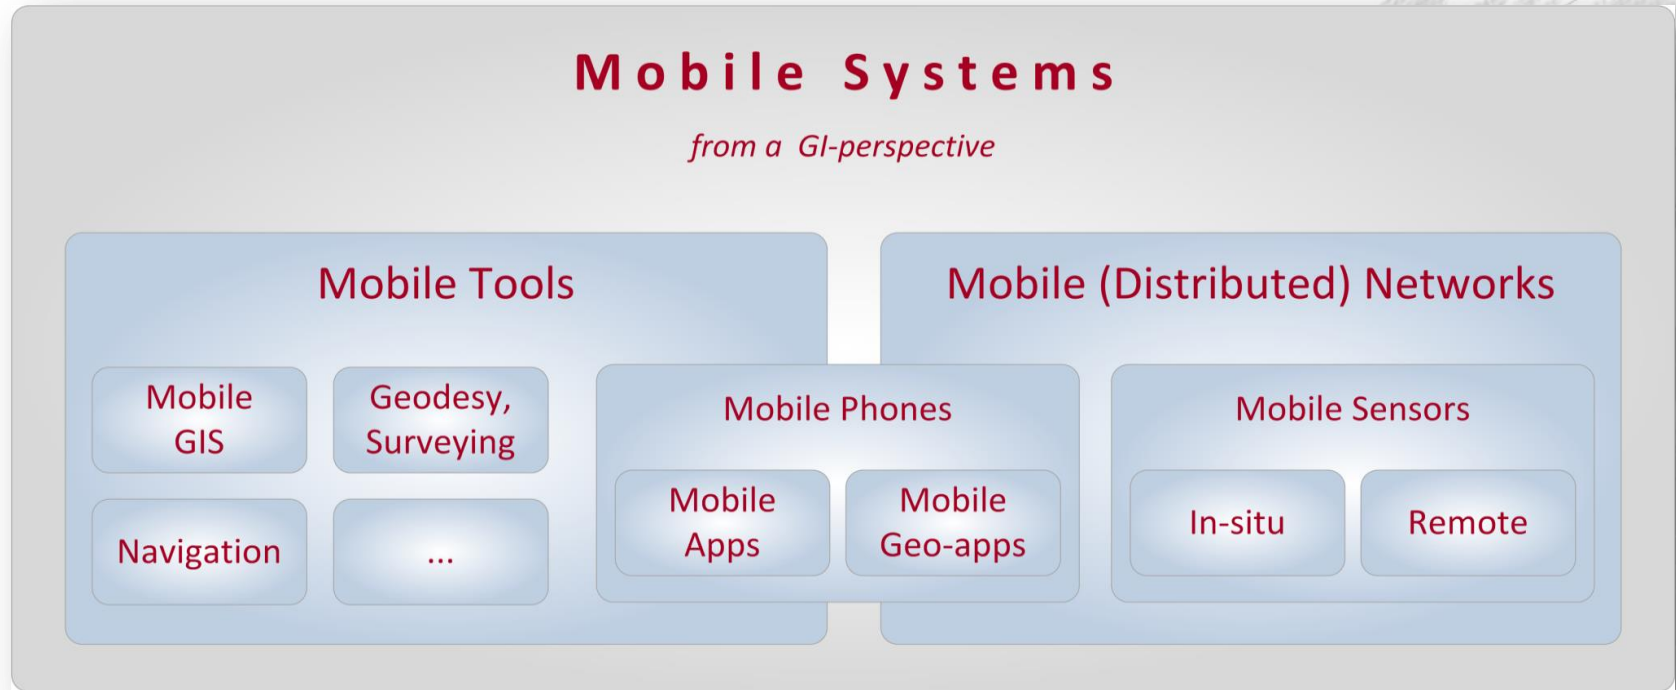 Mobile Systems
from a GI-perspective
Mobile Tools
Mobile
GIS
Geodesy,
Surveying
Navigation
...
Mobile (Distributed) Networks
Mobile Phones
Mobile
Apps
Mobile
Geo-apps
Mobile Sensors
In-situ
Remote